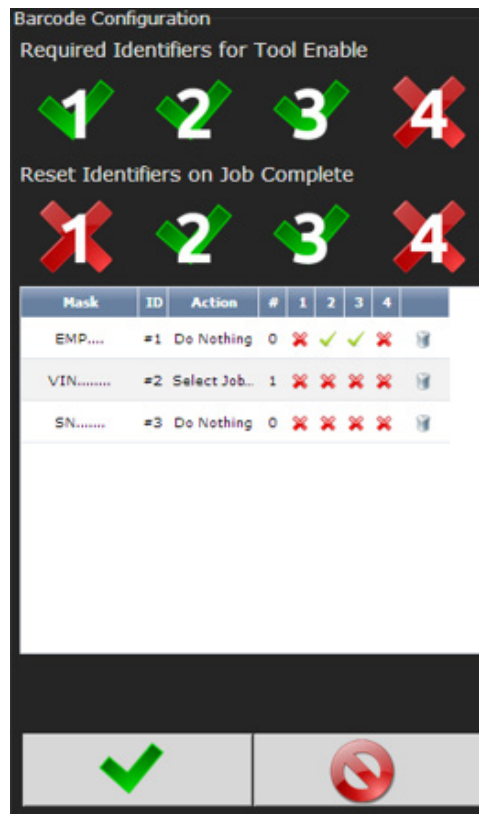 Barcode Configuration
Required Identifiers for Tool Enable
1 2 3 4
Reset Identifiers on Job Complete
1 2 3 4
Mask ID Action # 1 2 3 4
EMP.... #1 Do Nothing 0
VIN........ #2 Select Job... 1
SN....... #3 Do Nothing 0